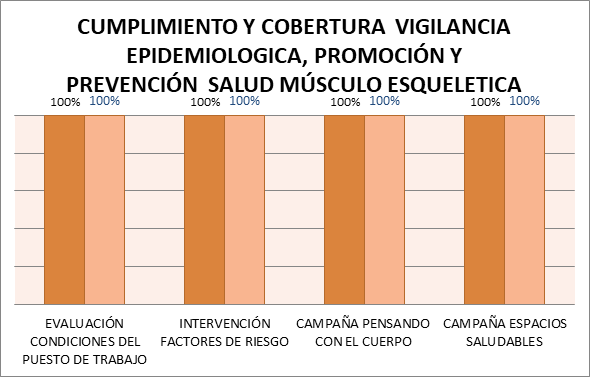 CUMPLIMIENTO Y COBERTURA VIGILANCIA
EPIDEMIOLOGICA, PROMOCIÓN Y
PREVENCIÓN SALUD MÚSCULO ESQUELETICA
100% 100% 100% 100% 100% 100% 100% 100%
EVALUACIÓN
CONDICIONES DEL
PUESTO DE TRABAJO
INTERVENCIÓN
FACTORES DE RIESGO
CAMPAÑA PENSANDO
CON EL CUERPO
CAMPAÑA ESPACIOS
SALUDABLES